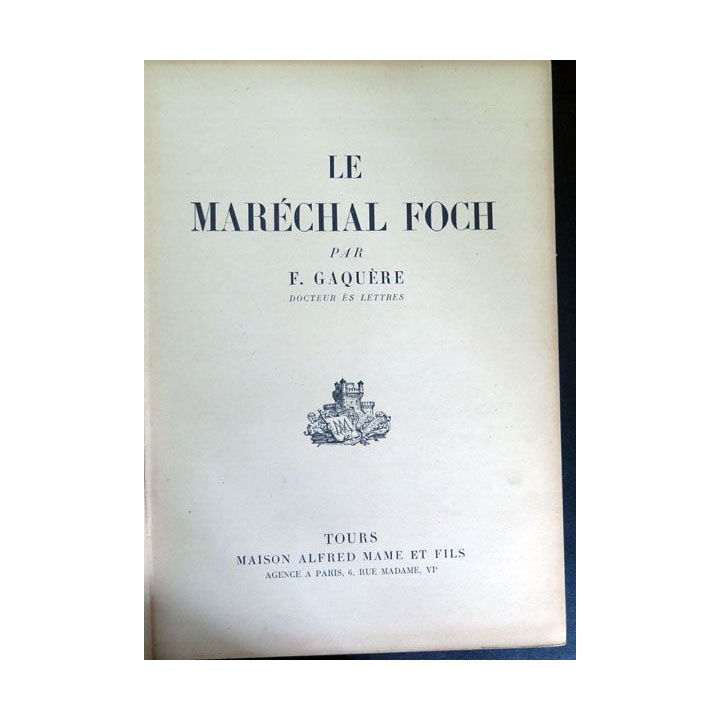 LE
MARÉCHAL FOCH
PAR
F. GAQUÈRE
DOCTEUR ÈS LETTRES
TOURS
MAISON ALFRED MAME ET FILS
AGENCE A PARIS, 6, RUE MADAME, VIᵉ